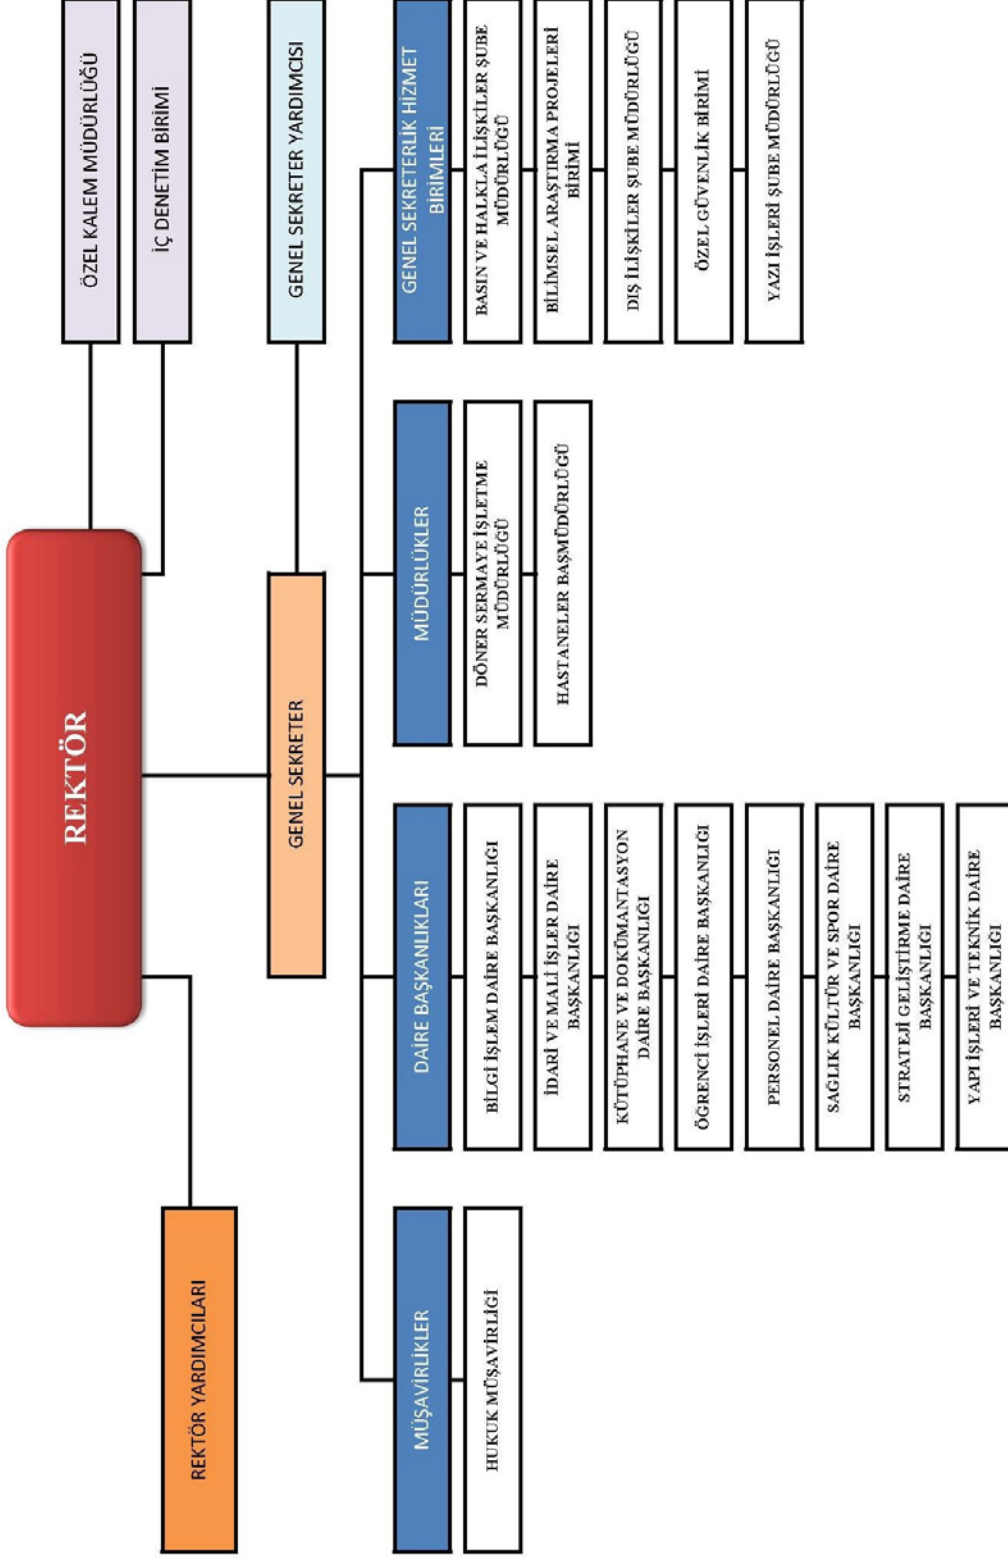 REKTÖR
ÖZEL KALEM MÜDÜRLÜĞÜ
İÇ DENETİM BİRİMİ
REKTÖR YARDIMCILARI
GENEL SEKRETER
GENEL SEKRETER YARDIMCISI
MÜŞAVİRLİKLER
HUKUK MÜŞAVİRLİĞİ
DAİRE BAŞKANLIKLARI
BİLGİ İŞLEM DAİRE BAŞKANLIĞI
İDARİ VE MALİ İŞLER DAİRE
BAŞKANLIĞI
KÜTÜPHANE VE DOKÜMANTASYON
DAİRE BAŞKANLIĞI
ÖĞRENCİ İŞLERİ DAİRE BAŞKANLIĞI
PERSONEL DAİRE BAŞKANLIĞI
SAĞLIK KÜLTÜR VE SPOR DAİRE
BAŞKANLIĞI
STRATEJİ GELİŞTİRME DAİRE
BAŞKANLIĞI
YAPI İŞLERİ VE TEKNİK DAİRE
BAŞKANLIĞI
MÜDÜRLÜKLER
DÖNER SERMAYE İŞLETME
MÜDÜRLÜĞÜ
HASTANELER BAŞMÜDÜRLÜĞÜ
GENEL SEKRETERLİK HİZMET
BİRİMLERİ
BASIN VE HALKLA İLİŞKİLER ŞUBE
MÜDÜRLÜĞÜ
BİLİMSEL ARAŞTIRMA PROJELERİ
BİRİMİ
DIŞ İLİŞKİLER ŞUBE MÜDÜRLÜĞÜ
ÖZEL GÜVENLİK BİRİMİ
YAZI İŞLERİ ŞUBE MÜDÜRLÜĞÜ